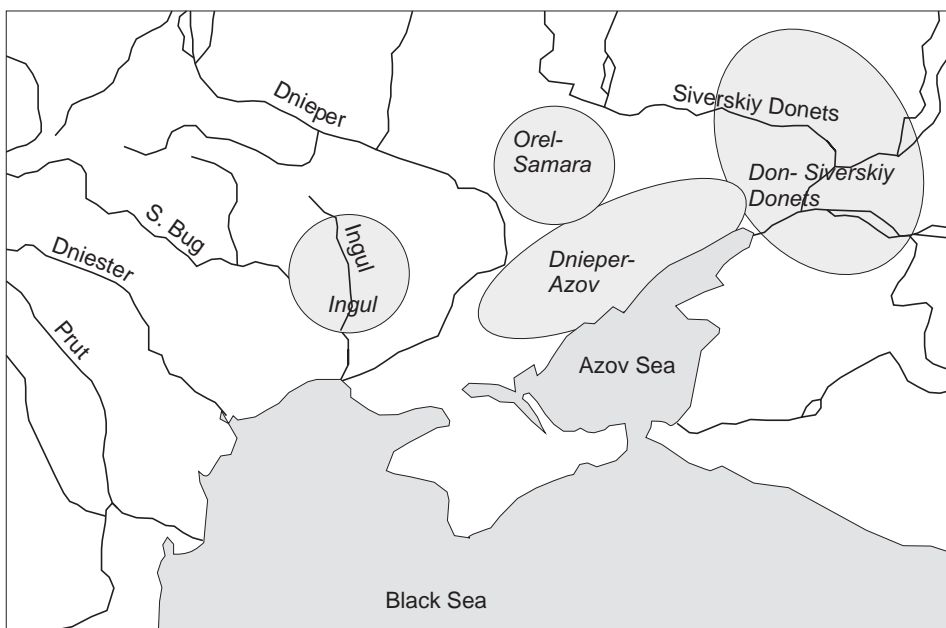 Dnieper
Siverskiy Donets
Orel-
Samara
Don- Siverskiy
Donets
S. Bug
Ingul
Dniester
Dnieper-
Azov
Ingul
Prut
Azov Sea
Black Sea